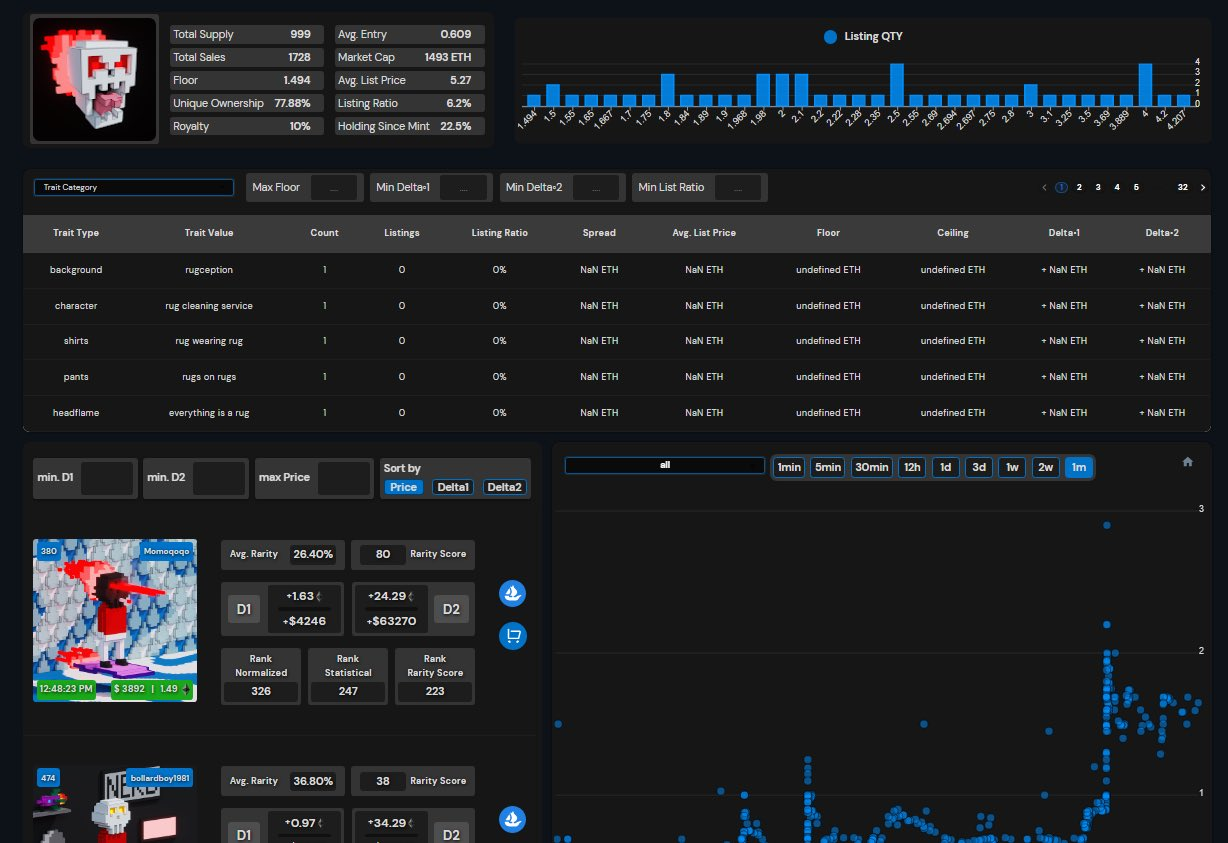 Total Supply 999
Total Sales 1728
Floor 1.494
Unique Ownership 77.88%
Royalty 10%
Avg. Entry 0.609
Market Cap 1493 ETH
Avg. List Price 5.27
Listing Ratio 6.2%
Holding Since Mint 22.5%
Listing QTY
4
3
2
1
0
1.494 1.5 1.55 1.65 1.667 1.7 1.75 1.8 1.84 1.89 1.9 1.968 1.98 2 2.1 2.2 2.22 2.28 2.35 2.5 2.55 2.69 2.694 2.697 2.75 2.8 3 3.1 3.25 3.5 3.69 3.889 4 4.2 4.207
Trait Category
Max Floor ...
Min Delta•1 ...
Min Delta•2 ...
Min List Ratio ...
< 1 2 3 4 5 32 >
Trait Type Trait Value Count Listings Listing Ratio Spread Avg. List Price Floor Ceiling Delta•1 Delta•2
background rugception 1 0 0% NaN ETH NaN ETH undefined ETH undefined ETH + NaN ETH + NaN ETH
character rug cleaning service 1 0 0% NaN ETH NaN ETH undefined ETH undefined ETH + NaN ETH + NaN ETH
shirts rug wearing rug 1 0 0% NaN ETH NaN ETH undefined ETH undefined ETH + NaN ETH + NaN ETH
pants rugs on rugs 1 0 0% NaN ETH NaN ETH undefined ETH undefined ETH + NaN ETH + NaN ETH
headflame everything is a rug 1 0 0% NaN ETH NaN ETH undefined ETH undefined ETH + NaN ETH + NaN ETH
min. D1
min. D2
max Price
Sort by
Price Delta1 Delta2
380 Momoqoqo
12:48:23 PM $ 3892 | 1.49
Avg. Rarity 26.40%
80 Rarity Score
D1 +1.63
+$4246
+24.29 D2
+$63270
Rank Normalized 326
Rank Statistical 247
Rank Rarity Score 223
474 bollardboy1981
Avg. Rarity 36.80%
38 Rarity Score
D1 +0.97
+34.29 D2
all
1min 5min 30min 12h 1d 3d 1w 2w 1m
3
2
1